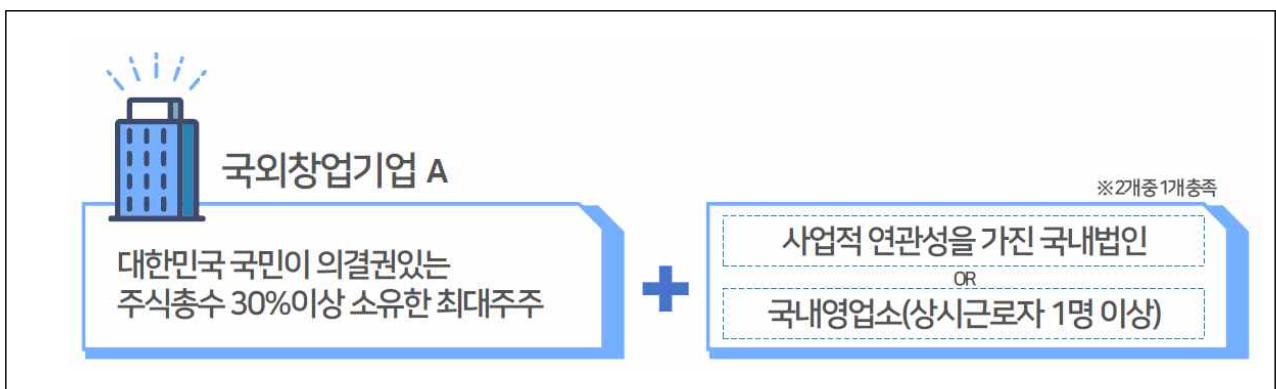 국외창업기업 A
대한민국 국민이 의결권있는
주식총수 30%이상 소유한 최대주주
※2개중 1개 충족
사업적 연관성을 가진 국내법인
OR
국내영업소(상시근로자 1명 이상)